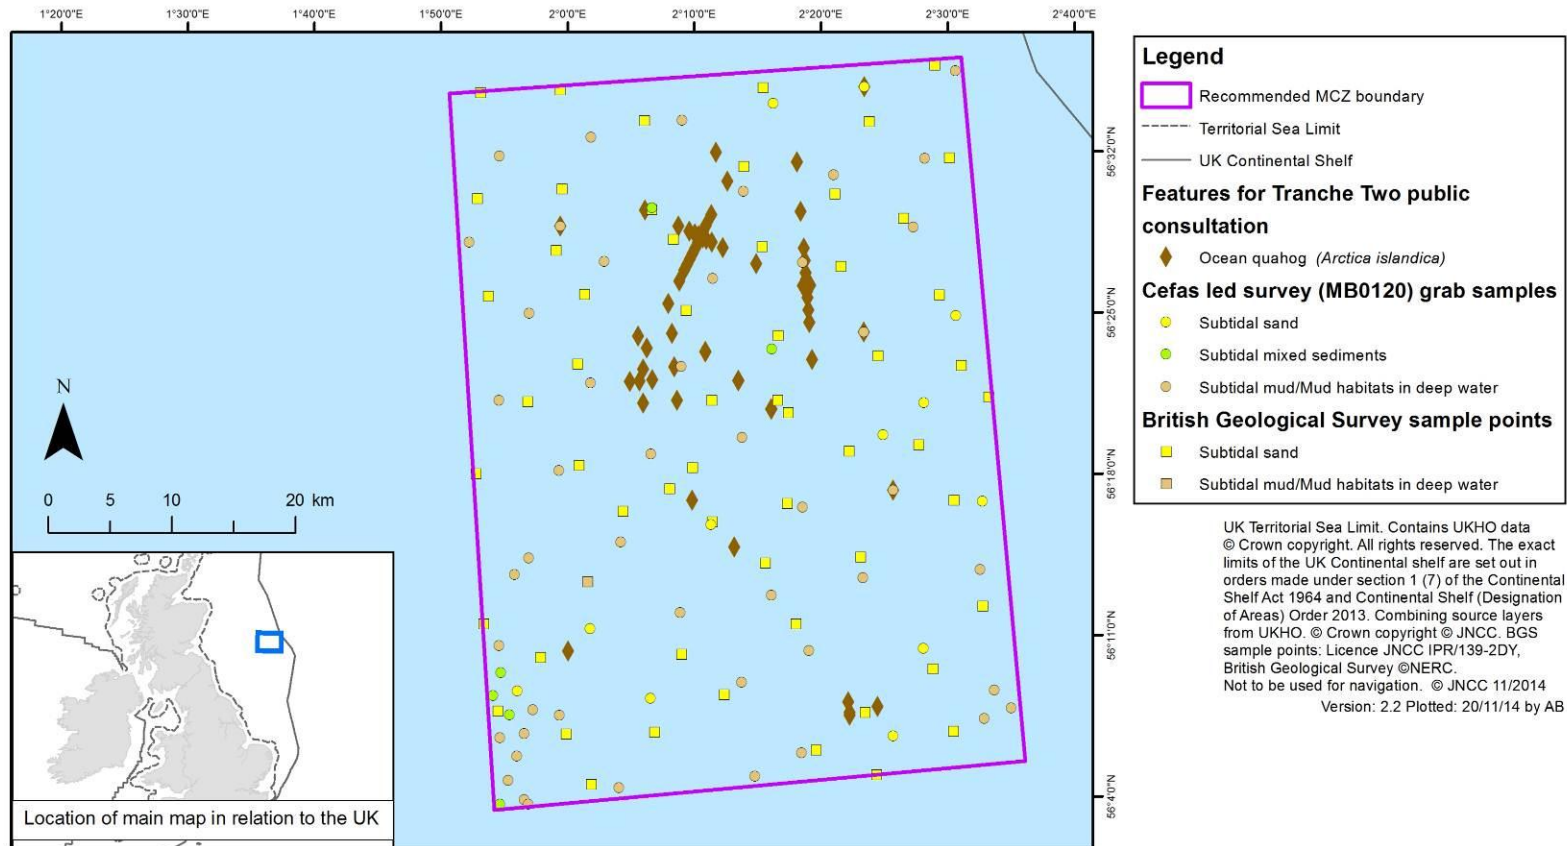 1°20'0"E 1°30'0"E 1°40'0"E 1°50'0"E 2°0'0"E 2°10'0"E 2°20'0"E 2°30'0"E 2°40'0"E
56°32'0"N
56°25'0"N
56°18'0"N
56°11'0"N
56°4'0"N
N
0 5 10 20 km
Location of main map in relation to the UK
Legend
Recommended MCZ boundary
Territorial Sea Limit
UK Continental Shelf
Features for Tranche Two public
consultation
Ocean quahog (Arctica islandica)
Cefas led survey (MB0120) grab samples
Subtidal sand
Subtidal mixed sediments
Subtidal mud/Mud habitats in deep water
British Geological Survey sample points
Subtidal sand
Subtidal mud/Mud habitats in deep water
UK Territorial Sea Limit. Contains UKHO data
© Crown copyright. All rights reserved. The exact
limits of the UK Continental shelf are set out in
orders made under section 1 (7) of the Continental
Shelf Act 1964 and Continental Shelf (Designation
of Areas) Order 2013. Combining source layers
from UKHO. © Crown copyright © JNCC. BGS
sample points: Licence JNCC IPR/139-2DY,
British Geological Survey ©NERC.
Not to be used for navigation. © JNCC 11/2014
Version: 2.2 Plotted: 20/11/14 by AB